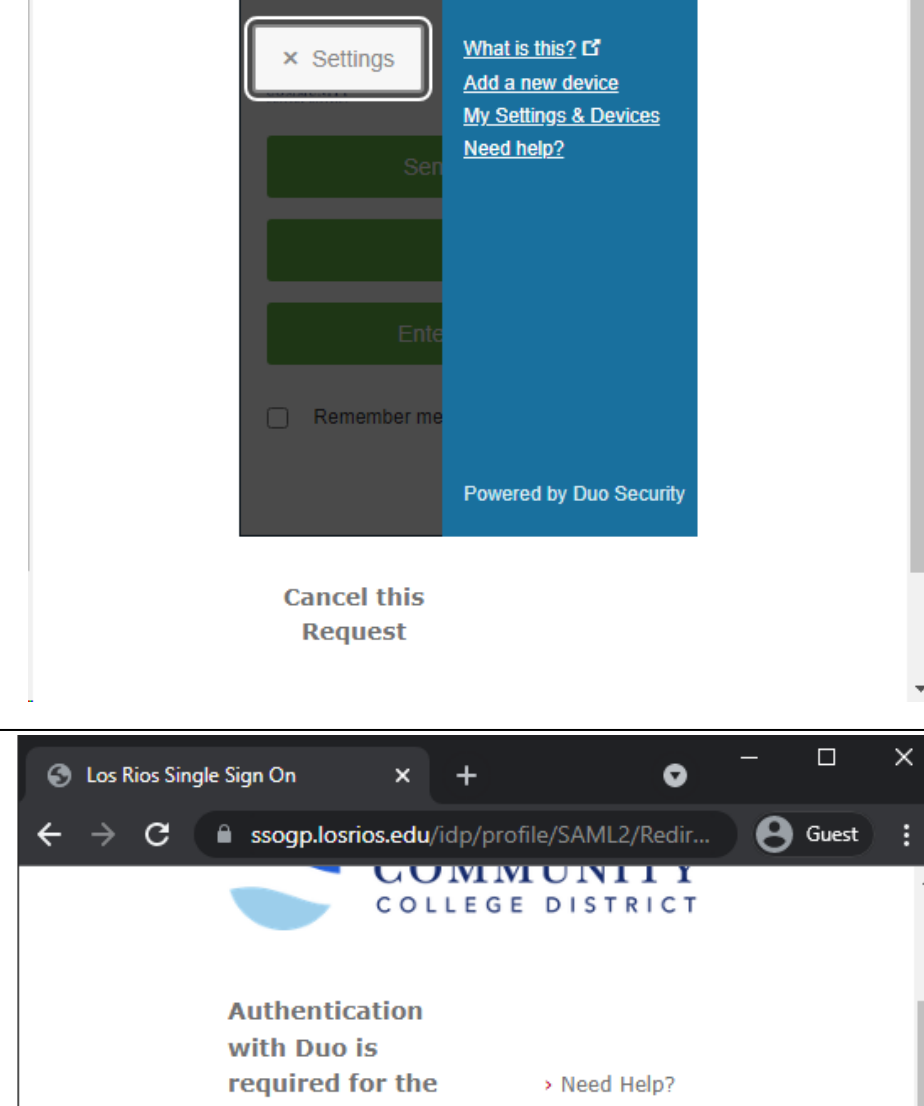 × Settings
What is this?
Add a new device
My Settings & Devices
Need help?
Sen
Ente
Remember me
Powered by Duo Security
Cancel this
Request
Los Rios Single Sign On
ssogp.losrios.edu/idp/profile/SAML2/Redir...
Guest
COMMUNITY
COLLEGE DISTRICT
Authentication
with Duo is
required for the
› Need Help?